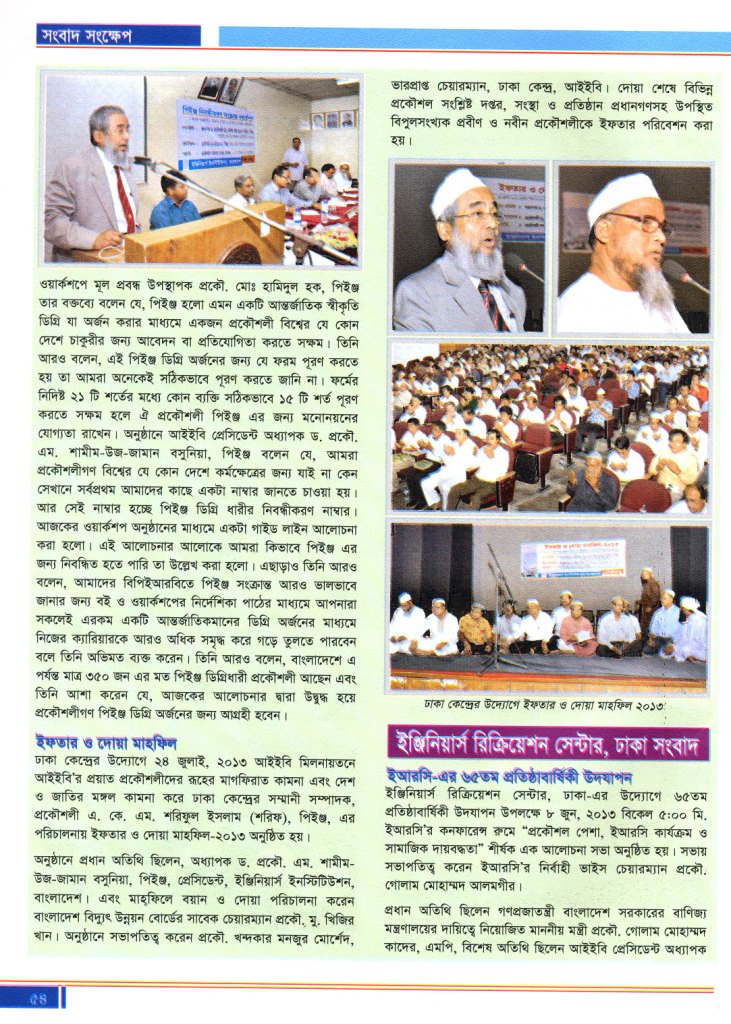 সংবাদ সংক্ষেপ
ওয়ার্কশপে মূল প্রবন্ধ উপস্থাপক প্রকৌ. মোঃ হামিদুল হক, পিইঞ্জ
তার বক্তব্যে বলেন যে, পিইঞ্জ হলো এমন একটি আন্তর্জাতিক স্বীকৃতি
ডিগ্রি যা অর্জন করার মাধ্যমে একজন প্রকৌশলী বিশ্বের যে কোন
দেশে চাকুরীর জন্য আবেদন বা প্রতিযোগিতা করতে সক্ষম। তিনি
আরও বলেন, এই পিইঞ্জ ডিগ্রি অর্জনের জন্য যে ফরম পূরণ করতে
হয় তা আমরা অনেকেই সঠিকভাবে পূরণ করতে জানি না। ফর্মের
নির্দিষ্ট ২১ টি শর্তের মধ্যে কোন ব্যক্তি সঠিকভাবে ১৫ টি শর্ত পূরণ
করতে সক্ষম হলে ঐ প্রকৌশলী পিইঞ্জ এর জন্য মনোনয়নের
যোগ্যতা রাখেন। অনুষ্ঠানে আইইবি প্রেসিডেন্ট অধ্যাপক ড. প্রকৌ.
এম. শামীম-উজ-জামান বসুনিয়া, পিইঞ্জ বলেন যে, আমরা
প্রকৌশলীগণ বিশ্বের যে কোন দেশে কর্মক্ষেত্রের জন্য যাই না কেন
সেখানে সর্বপ্রথম আমাদের কাছে একটা নাম্বার জানতে চাওয়া হয়।
আর সেই নাম্বার হচ্ছে পিইঞ্জ ডিগ্রি ধারীর নিবন্ধীকরণ নাম্বার।
আজকের ওয়ার্কশপ অনুষ্ঠানের মাধ্যমে একটা গাইড লাইন আলোচনা
করা হলো। এই আলোচনার আলোকে আমরা কিভাবে পিইঞ্জ এর
জন্য নিবন্ধিত হতে পারি তা উল্লেখ করা হলো। এছাড়াও তিনি আরও
বলেন, আমাদের বিপিইআরবিতে পিইঞ্জ সংক্রান্ত আরও ভালভাবে
জানার জন্য বই ও ওয়ার্কশপের নির্দেশিকা পাঠের মাধ্যমে আপনারা
সকলেই এরকম একটি আন্তর্জাতিকমানের ডিগ্রি অর্জনের মাধ্যমে
নিজের ক্যারিয়ারকে আরও অধিক সমৃদ্ধ করে গড়ে তুলতে পারবেন
বলে তিনি অভিমত ব্যক্ত করেন। তিনি আরও বলেন, বাংলাদেশে এ
পর্যন্ত মাত্র ৩৫০ জন এর মত পিইঞ্জ ডিগ্রিধারী প্রকৌশলী আছেন এবং
তিনি আশা করেন যে, আজকের আলোচনার দ্বারা উদ্বুদ্ধ হয়ে
প্রকৌশলীগণ পিইঞ্জ ডিগ্রি অর্জনের জন্য আগ্রহী হবেন।
ইফতার ও দোয়া মাহফিল
ঢাকা কেন্দ্রের উদ্যোগে ২৪ জুলাই, ২০১৩ আইইবি মিলনায়তনে
আইইবি'র প্রয়াত প্রকৌশলীদের রূহের মাগফিরাত কামনা এবং দেশ
ও জাতির মঙ্গল কামনা করে ঢাকা কেন্দ্রের সম্মানী সম্পাদক,
প্রকৌশলী এ. কে. এম. শরিফুল ইসলাম (শরিফ), পিইঞ্জ, এর
পরিচালনায় ইফতার ও দোয়া মাহফিল-২০১৩ অনুষ্ঠিত হয়।
অনুষ্ঠানে প্রধান অতিথি ছিলেন, অধ্যাপক ড. প্রকৌ. এম. শামীম-
উজ-জামান বসুনিয়া, পিইঞ্জ, প্রেসিডেন্ট, ইঞ্জিনিয়ার্স ইনস্টিটিউশন,
বাংলাদেশ। এবং মাহ্‌ফিলে বয়ান ও দোয়া পরিচালনা করেন
বাংলাদেশ বিদ্যুৎ উন্নয়ন বোর্ডের সাবেক চেয়ারম্যান প্রকৌ. মু. খিজির
খান। অনুষ্ঠানে সভাপতিত্ব করেন প্রকৌ. খন্দকার মনজুর মোর্শেদ,
ভারপ্রাপ্ত চেয়ারম্যান, ঢাকা কেন্দ্র, আইইবি। দোয়া শেষে বিভিন্ন
প্রকৌশল সংশ্লিষ্ট দপ্তর, সংস্থা ও প্রতিষ্ঠান প্রধানগণসহ উপস্থিত
বিপুলসংখ্যক প্রবীণ ও নবীন প্রকৌশলীকে ইফতার পরিবেশন করা
হয়।
ইফতার ও দো
ইফতার ও দোয়া মাহফিল-২০১৩
ঢাকা কেন্দ্রের উদ্যোগে ইফতার ও দোয়া মাহফিল ২০১৩
ইঞ্জিনিয়ার্স রিক্রিয়েশন সেন্টার, ঢাকা সংবাদ
ইআরসি-এর ৬৫তম প্রতিষ্ঠাবার্ষিকী উদযাপন
ইঞ্জিনিয়ার্স রিক্রিয়েশন সেন্টার, ঢাকা-এর উদ্যোগে ৬৫তম
প্রতিষ্ঠাবার্ষিকী উদযাপন উপলক্ষে ৮ জুন, ২০১৩ বিকেল ৫:০০ মি.
ইআরসি'র কনফারেন্স রুমে "প্রকৌশল পেশা, ইআরসি কার্যক্রম ও
সামাজিক দায়বদ্ধতা" শীর্ষক এক আলোচনা সভা অনুষ্ঠিত হয়। সভায়
সভাপতিত্ব করেন ইআরসি'র নির্বাহী ভাইস চেয়ারম্যান প্রকৌ.
গোলাম মোহাম্মদ আলমগীর।
প্রধান অতিথি ছিলেন গণপ্রজাতন্ত্রী বাংলাদেশ সরকারের বাণিজ্য
মন্ত্রণালয়ের দায়িত্বে নিয়োজিত মাননীয় মন্ত্রী প্রকৌ. গোলাম মোহাম্মদ
কাদের, এমপি, বিশেষ অতিথি ছিলেন আইইবি প্রেসিডেন্ট অধ্যাপক
৫৪